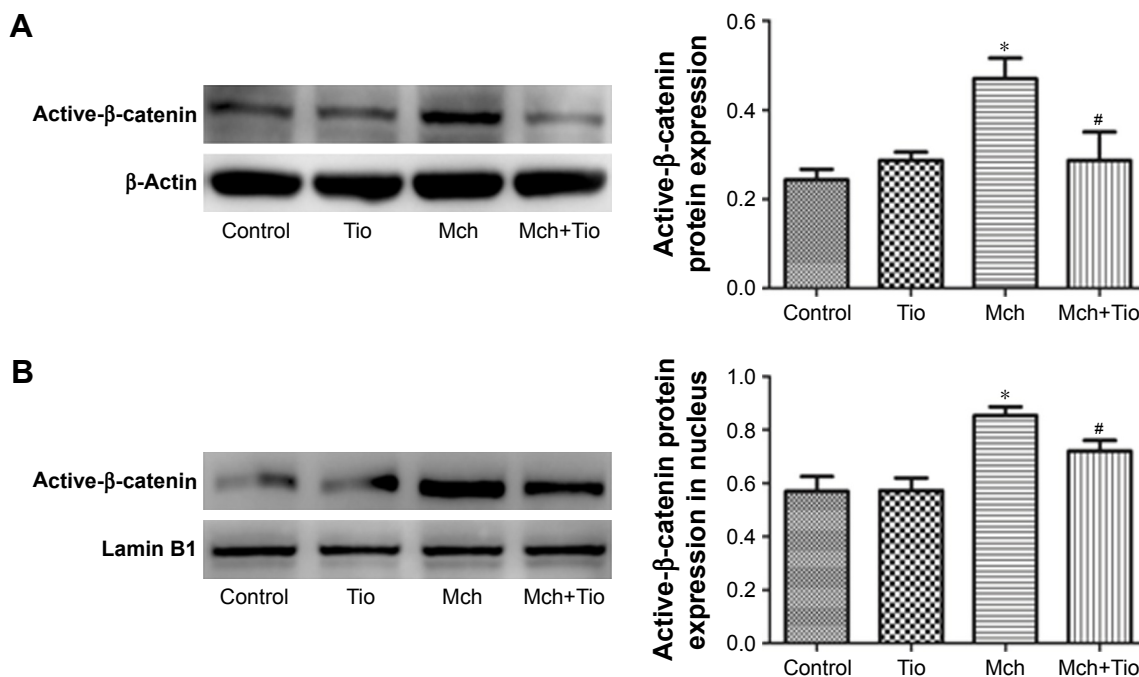 A
Active-β-catenin
β-Actin
Control Tio Mch Mch+Tio
Active-β-catenin
protein expression
0.6
0.4
0.2
0.0
*
#
Control Tio Mch Mch+Tio
B
Active-β-catenin
Lamin B1
Control Tio Mch Mch+Tio
Active-β-catenin protein
expression in nucleus
1.0
0.8
0.6
0.4
0.2
0.0
*
#
Control Tio Mch Mch+Tio